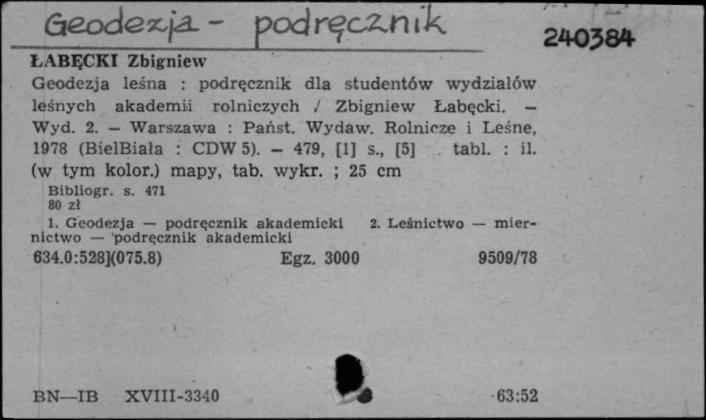 Geodezja - podręcznik
240384
ŁABĘCKI Zbigniew
Geodezja leśna : podręcznik dla studentów wydziałów
leśnych akademii rolniczych / Zbigniew Łabęcki. —
Wyd. 2. — Warszawa : Państ. Wydaw. Rolnicze i Leśne,
1978 (BielBiała : CDW 5). — 479, [1] s., [5] tabl. : il.
(w tym kolor.) mapy, tab. wykr. ; 25 cm
Bibliogr. s. 471
80 zł
1. Geodezja — podręcznik akademicki 2. Leśnictwo — mier-
nictwo — podręcznik akademicki
634.0:528](075.8) Egz. 3000 9509/78
BN—IB XVIII-3340 63:52